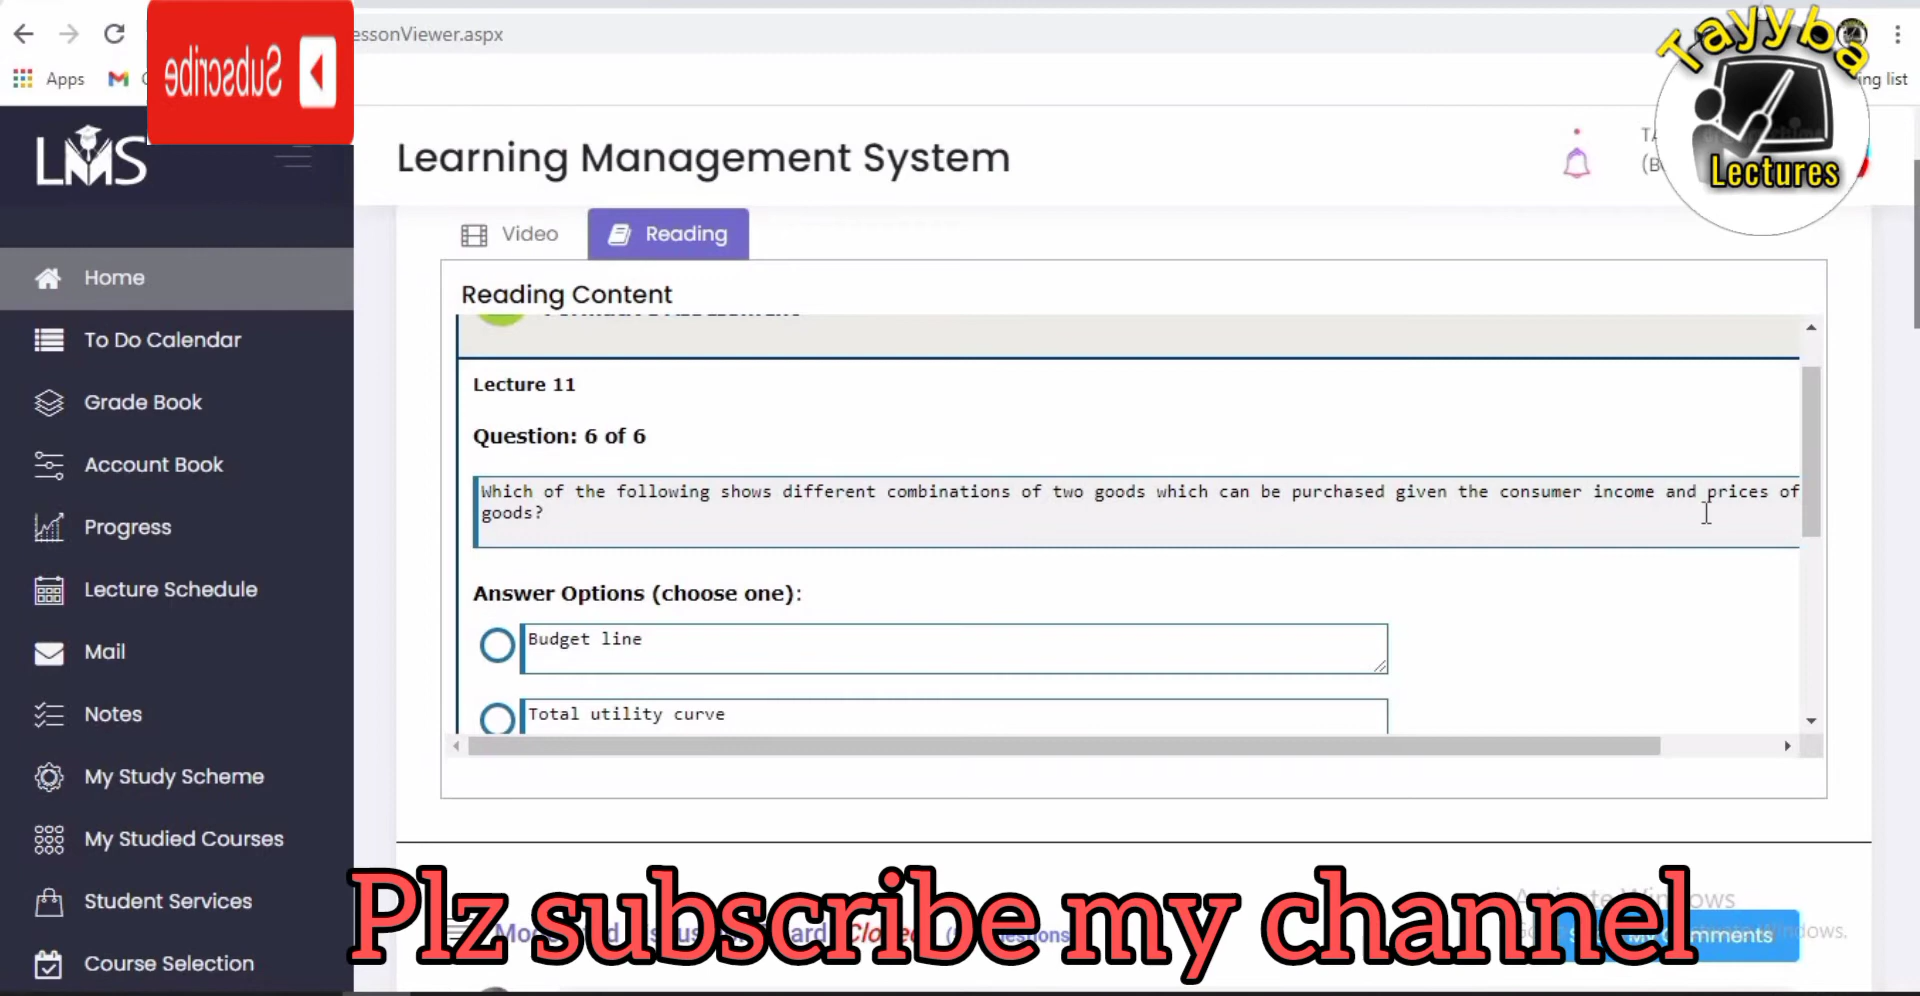 essonViewer.aspx
Apps
Subscribe
ing list
Tayyba
Lectures
LMS
Learning Management System
Video
Reading
Reading Content
Home
To Do Calendar
Grade Book
Account Book
Progress
Lecture Schedule
Mail
Notes
My Study Scheme
My Studied Courses
Student Services
Course Selection
Lecture 11
Question: 6 of 6
Which of the following shows different combinations of two goods which can be purchased given the consumer income and prices of
goods?
Answer Options (choose one):
Budget line
Total utility curve
Plz subscribe my channel